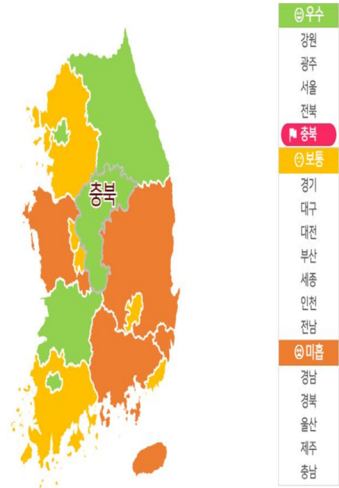 충북
우수
강원
광주
서울
전북
충북
보통
경기
대구
대전
부산
세종
인천
전남
미흡
경남
경북
울산
제주
충남